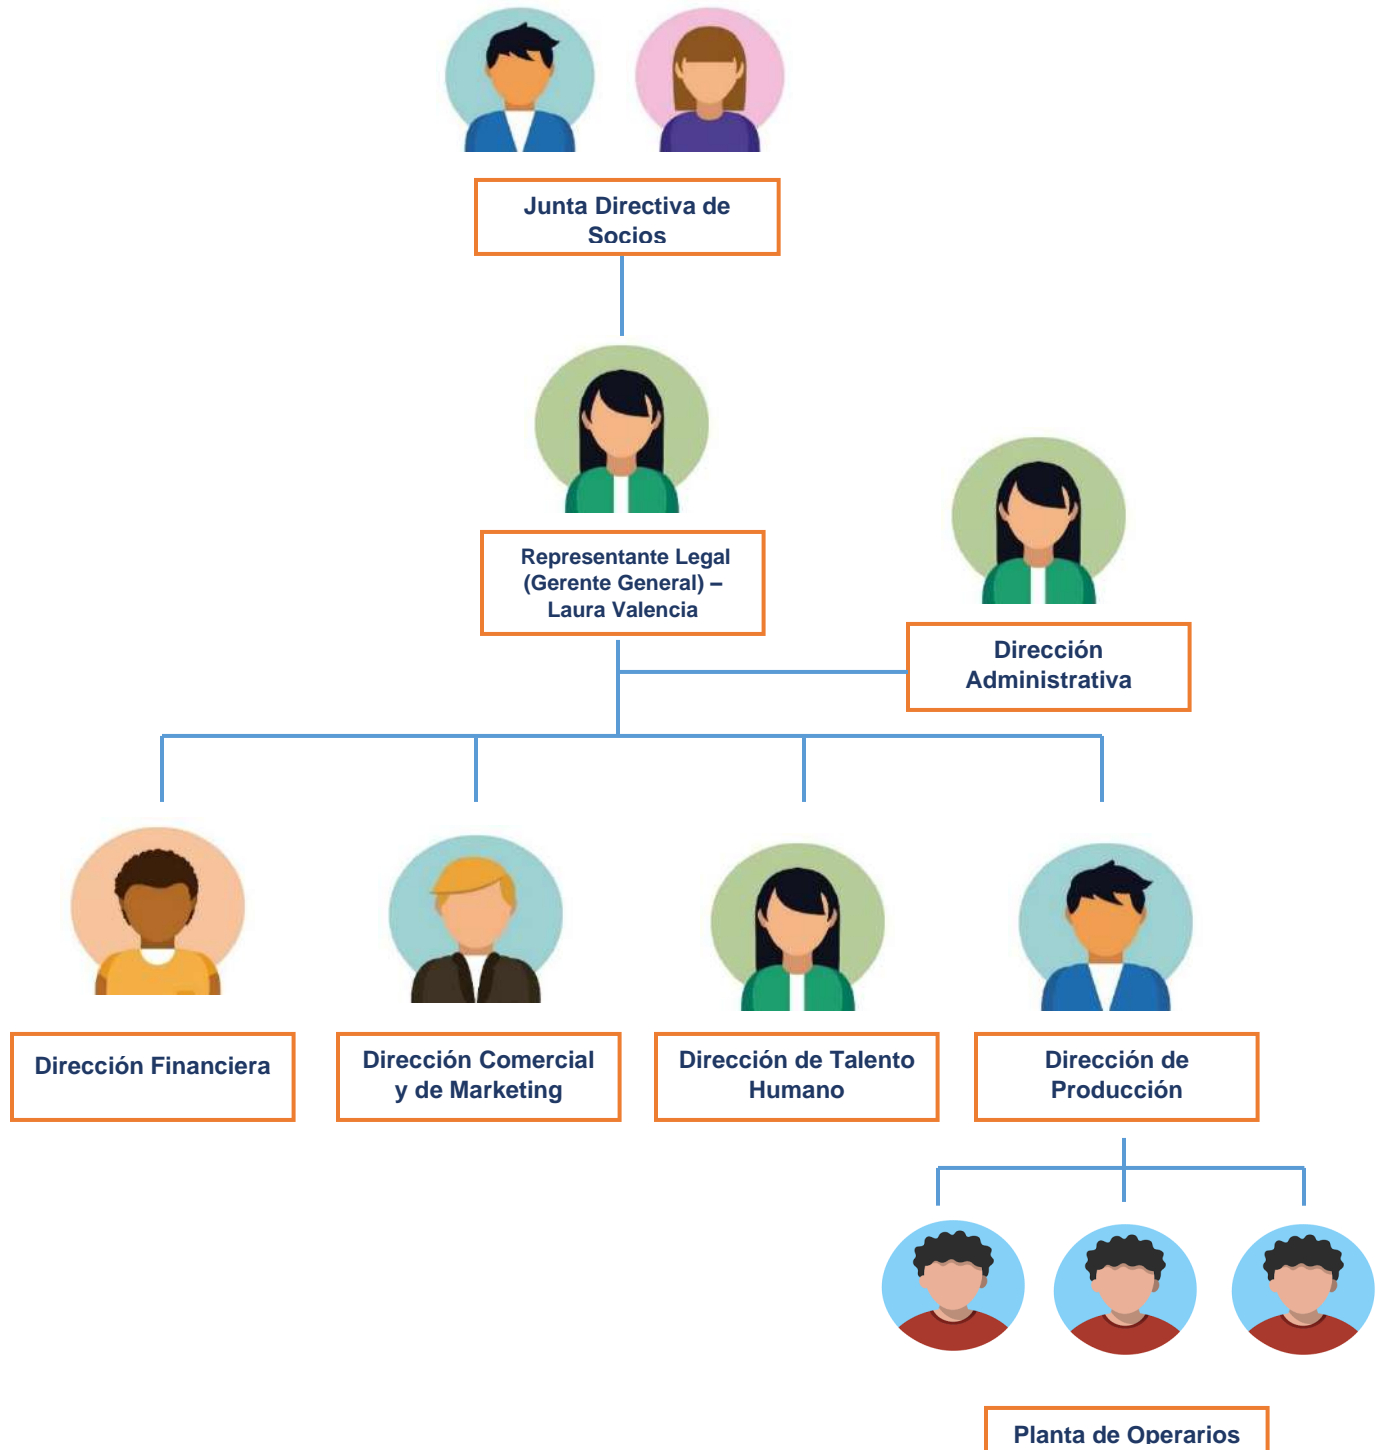 Junta Directiva de
Socios
Representante Legal
(Gerente General) –
Laura Valencia
Dirección
Administrativa
Dirección Financiera
Dirección Comercial
y de Marketing
Dirección de Talento
Humano
Dirección de
Producción
Planta de Operarios